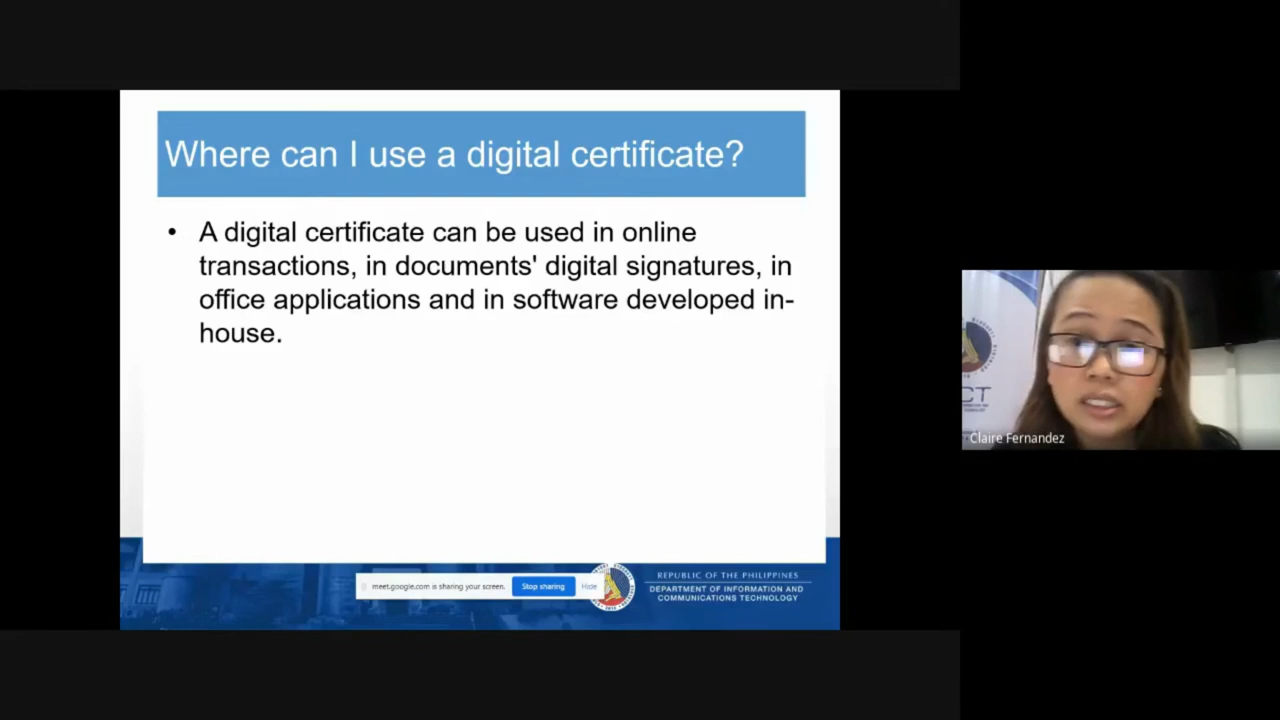 Where can I use a digital certificate?
• A digital certificate can be used in online
transactions, in documents' digital signatures, in
office applications and in software developed in-
house.
meet.google.com is sharing your screen. Stop sharing Hide
REPUBLIC OF THE PHILIPPINES
DEPARTMENT OF INFORMATION AND
COMMUNICATIONS TECHNOLOGY
CT
Claire Fernandez